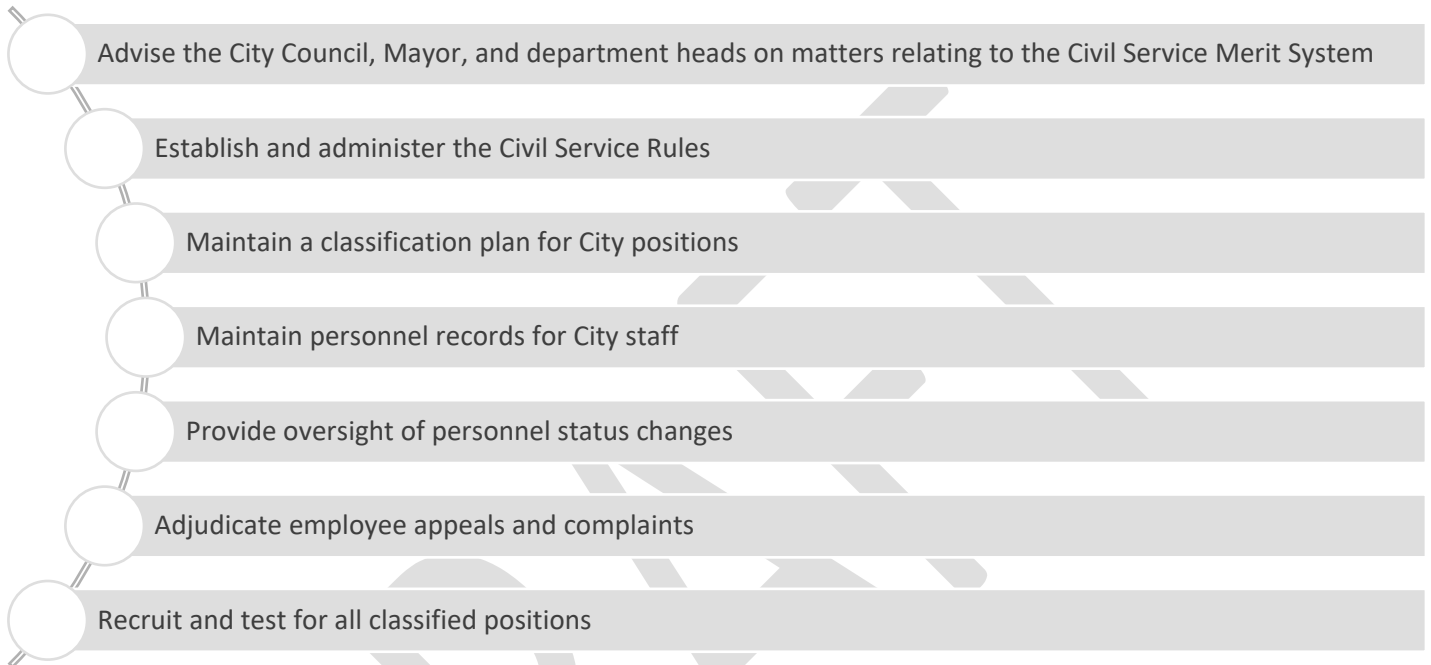 Advise the City Council, Mayor, and department heads on matters relating to the Civil Service Merit System
Establish and administer the Civil Service Rules
Maintain a classification plan for City positions
Maintain personnel records for City staff
Provide oversight of personnel status changes
Adjudicate employee appeals and complaints
Recruit and test for all classified positions